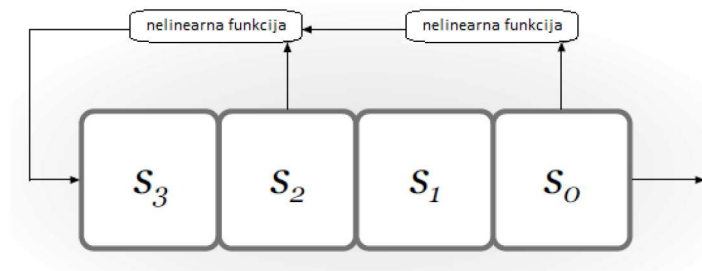 nelinearna funkcija nelinearna funkcija
s₃ s₂ s₁ s₀